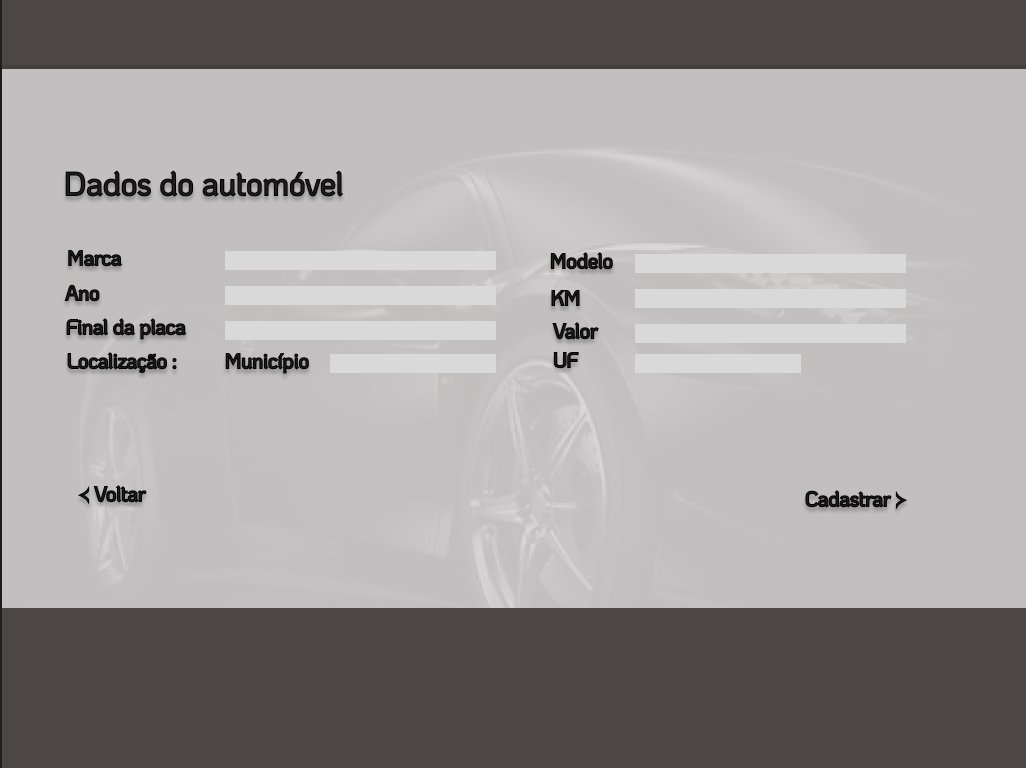 Dados do automóvel
Marca
Modelo
Ano
KM
Final da placa
Valor
Localização : Município
UF
< Voltar
Cadastrar >